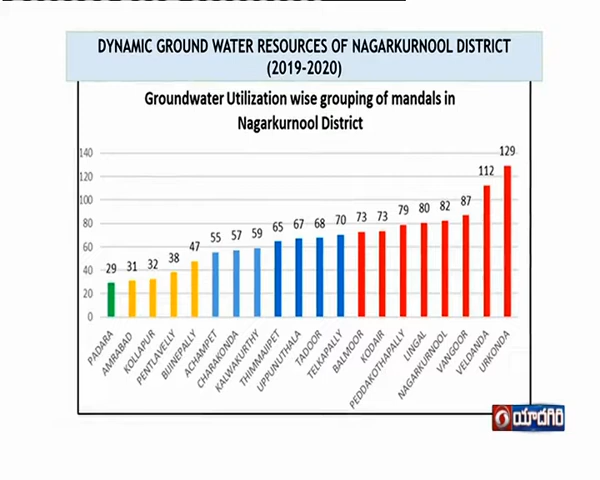 DYNAMIC GROUND WATER RESOURCES OF NAGARKURNOOL DISTRICT
(2019-2020)
Groundwater Utilization wise grouping of mandals in
Nagarkurnool District
140
120
100
80
60
40
20
0
29
31
32
38
47
55
57
59
65
67
68
70
73
73
79
80
82
87
112
129
PADARA
AMRABAD
KOLLAPUR
PENTLAVELLY
BIJINEPALLY
ACHAMPET
CHARAKONDA
KALWAKURTHY
THIMMAIPET
UPPUNUTHALA
TADOOR
TELKAPALLY
BALMOOR
KODAIR
PEDDAKOTHAPALLY
LINGAL
NAGARKURNOOL
VANGOOR
VELDANDA
URKONDA
యాదగిరి